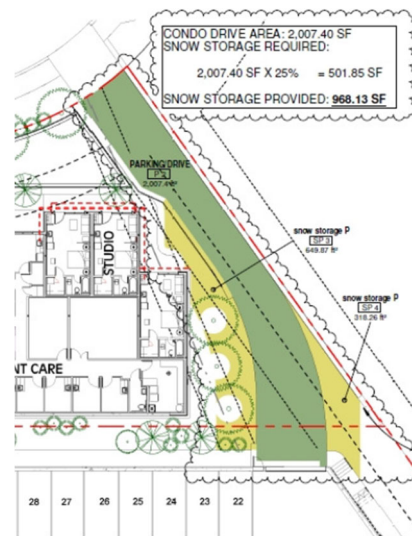 CONDO DRIVE AREA: 2,007.40 SF
SNOW STORAGE REQUIRED:
2,007.40 SF X 25% = 501.85 SF
SNOW STORAGE PROVIDED: 968.13 SF
PARKING/DRIVE
2,007.4 ft²
snow storage P
SP 3
649.87 ft²
snow storage P
SP 4
318.26 ft²
STUDIO
NT CARE
28 27 26 25 24 23 22